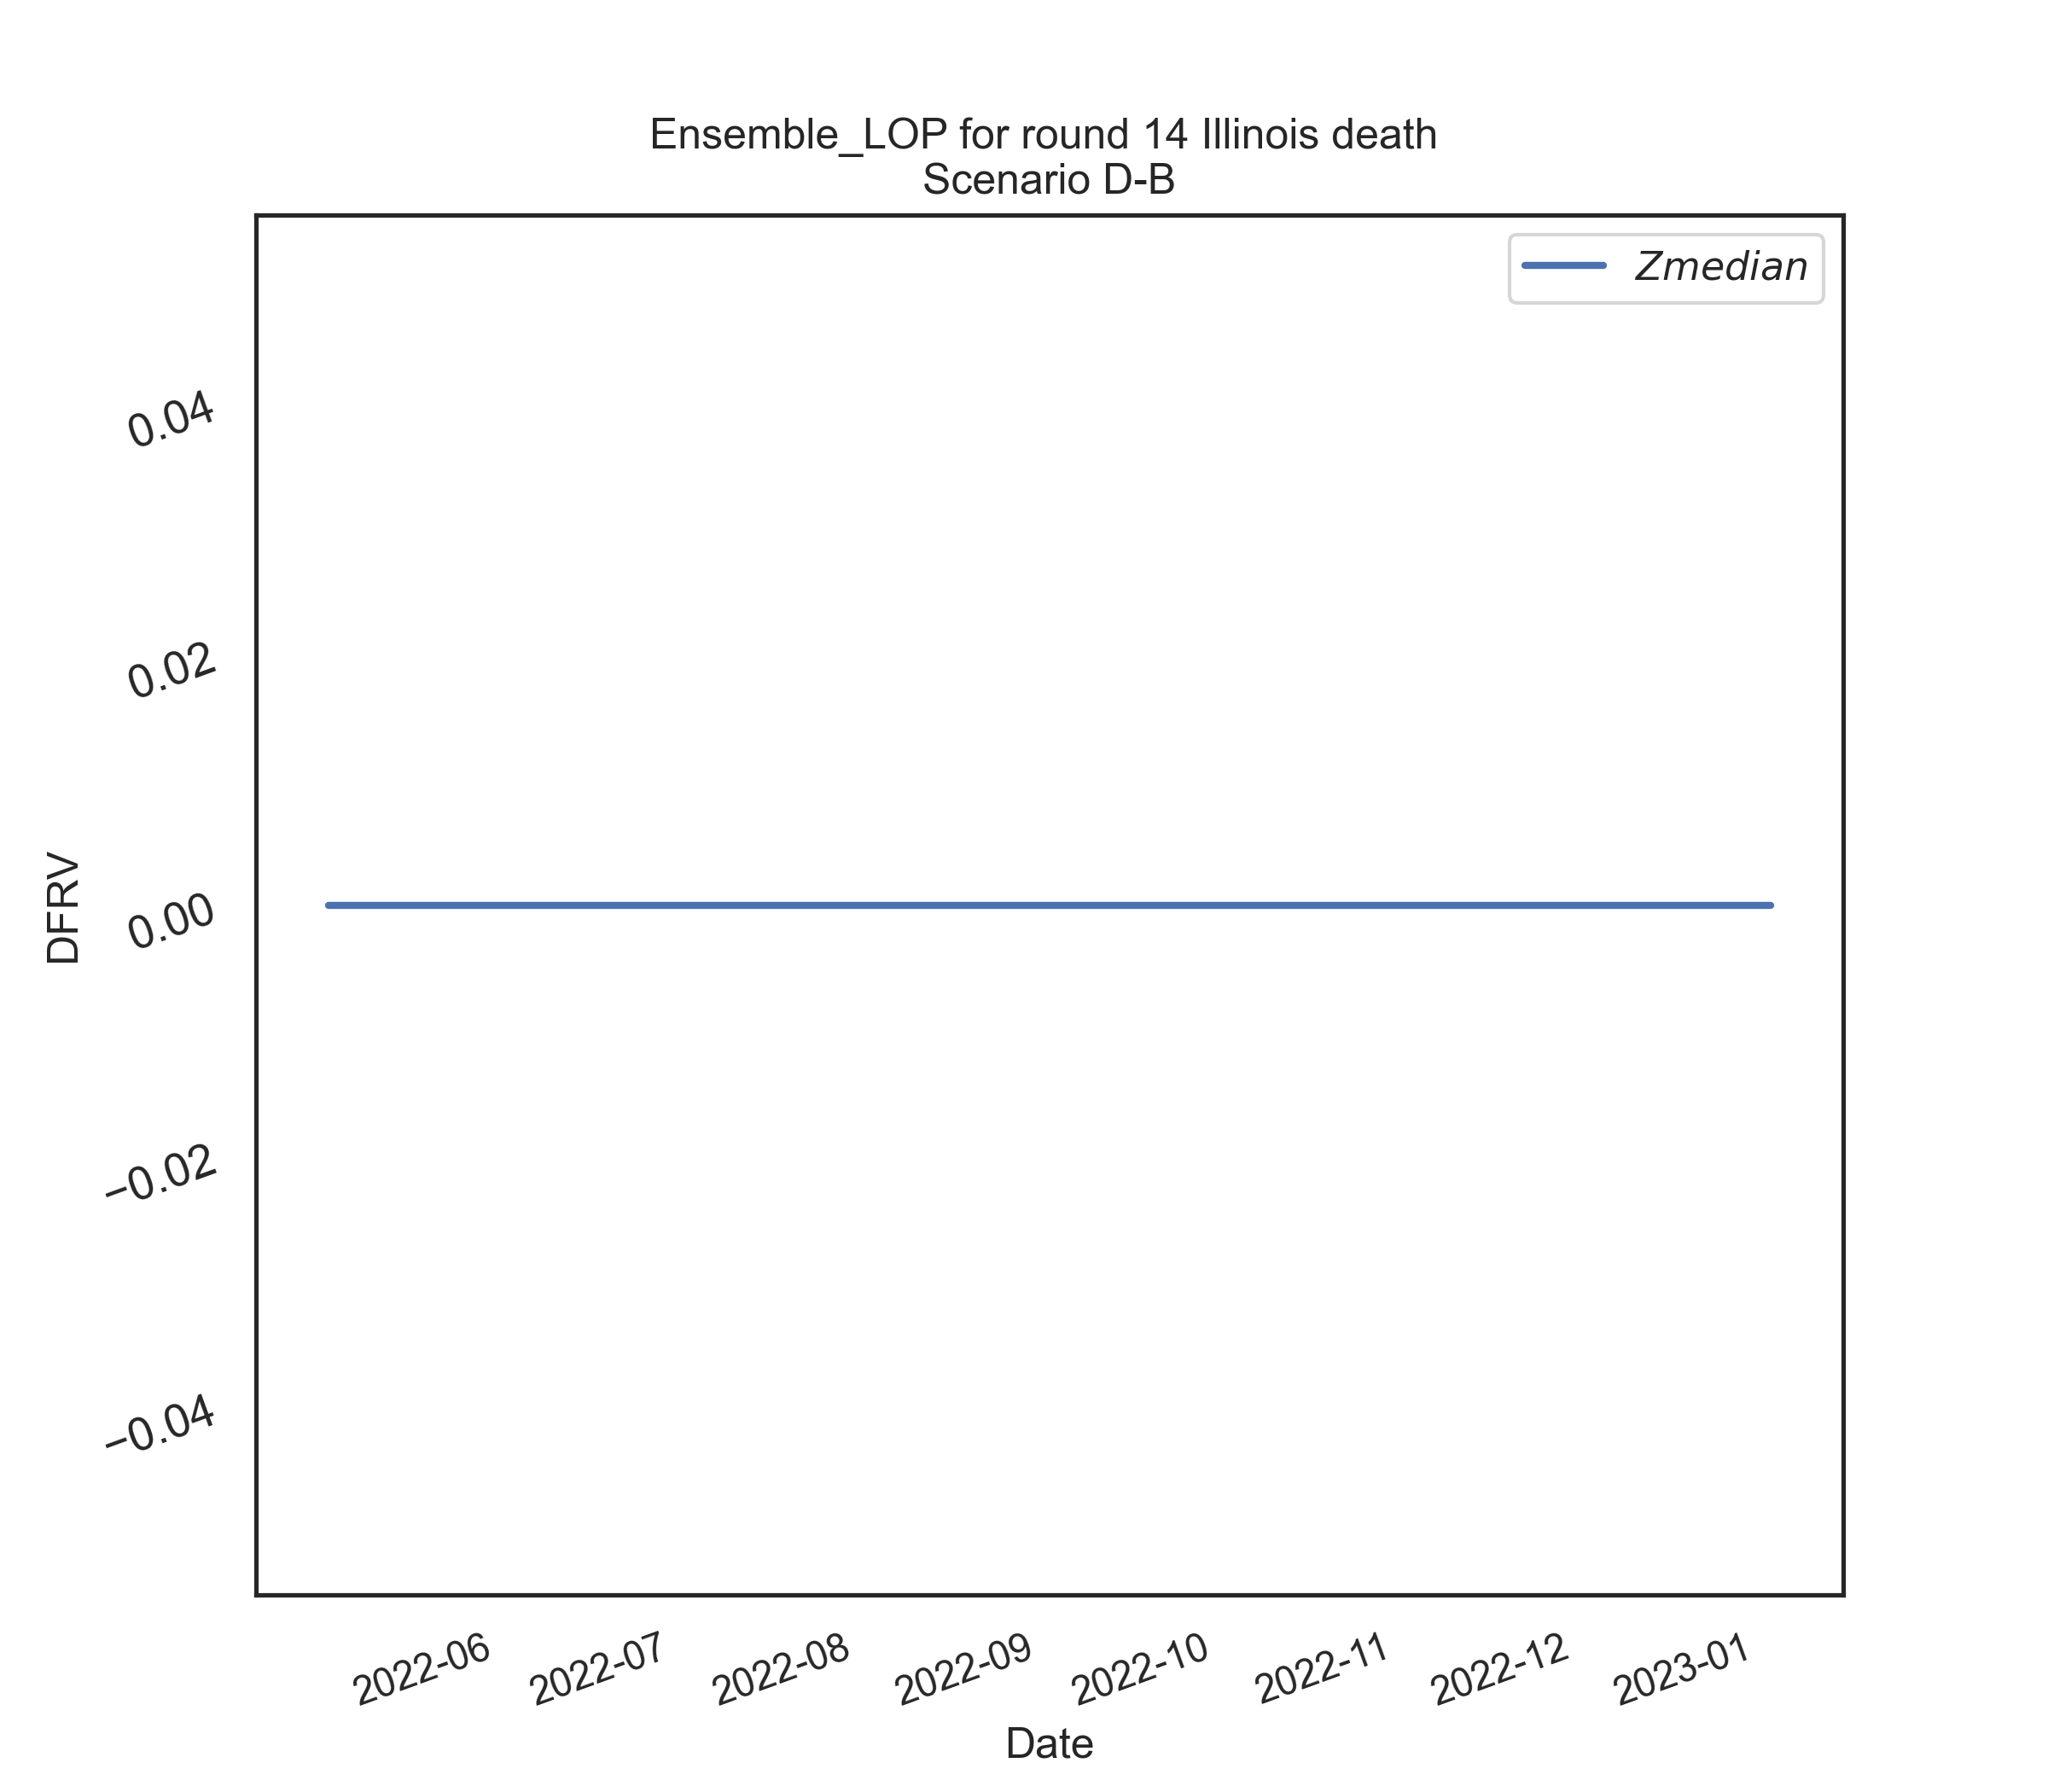 Ensemble_LOP for round 14 Illinois death
Scenario D-B
Zmedian
0.04
0.02
0.00
−0.02
−0.04
DFRV
2022-06
2022-07
2022-08
2022-09
2022-10
2022-11
2022-12
2023-01
Date